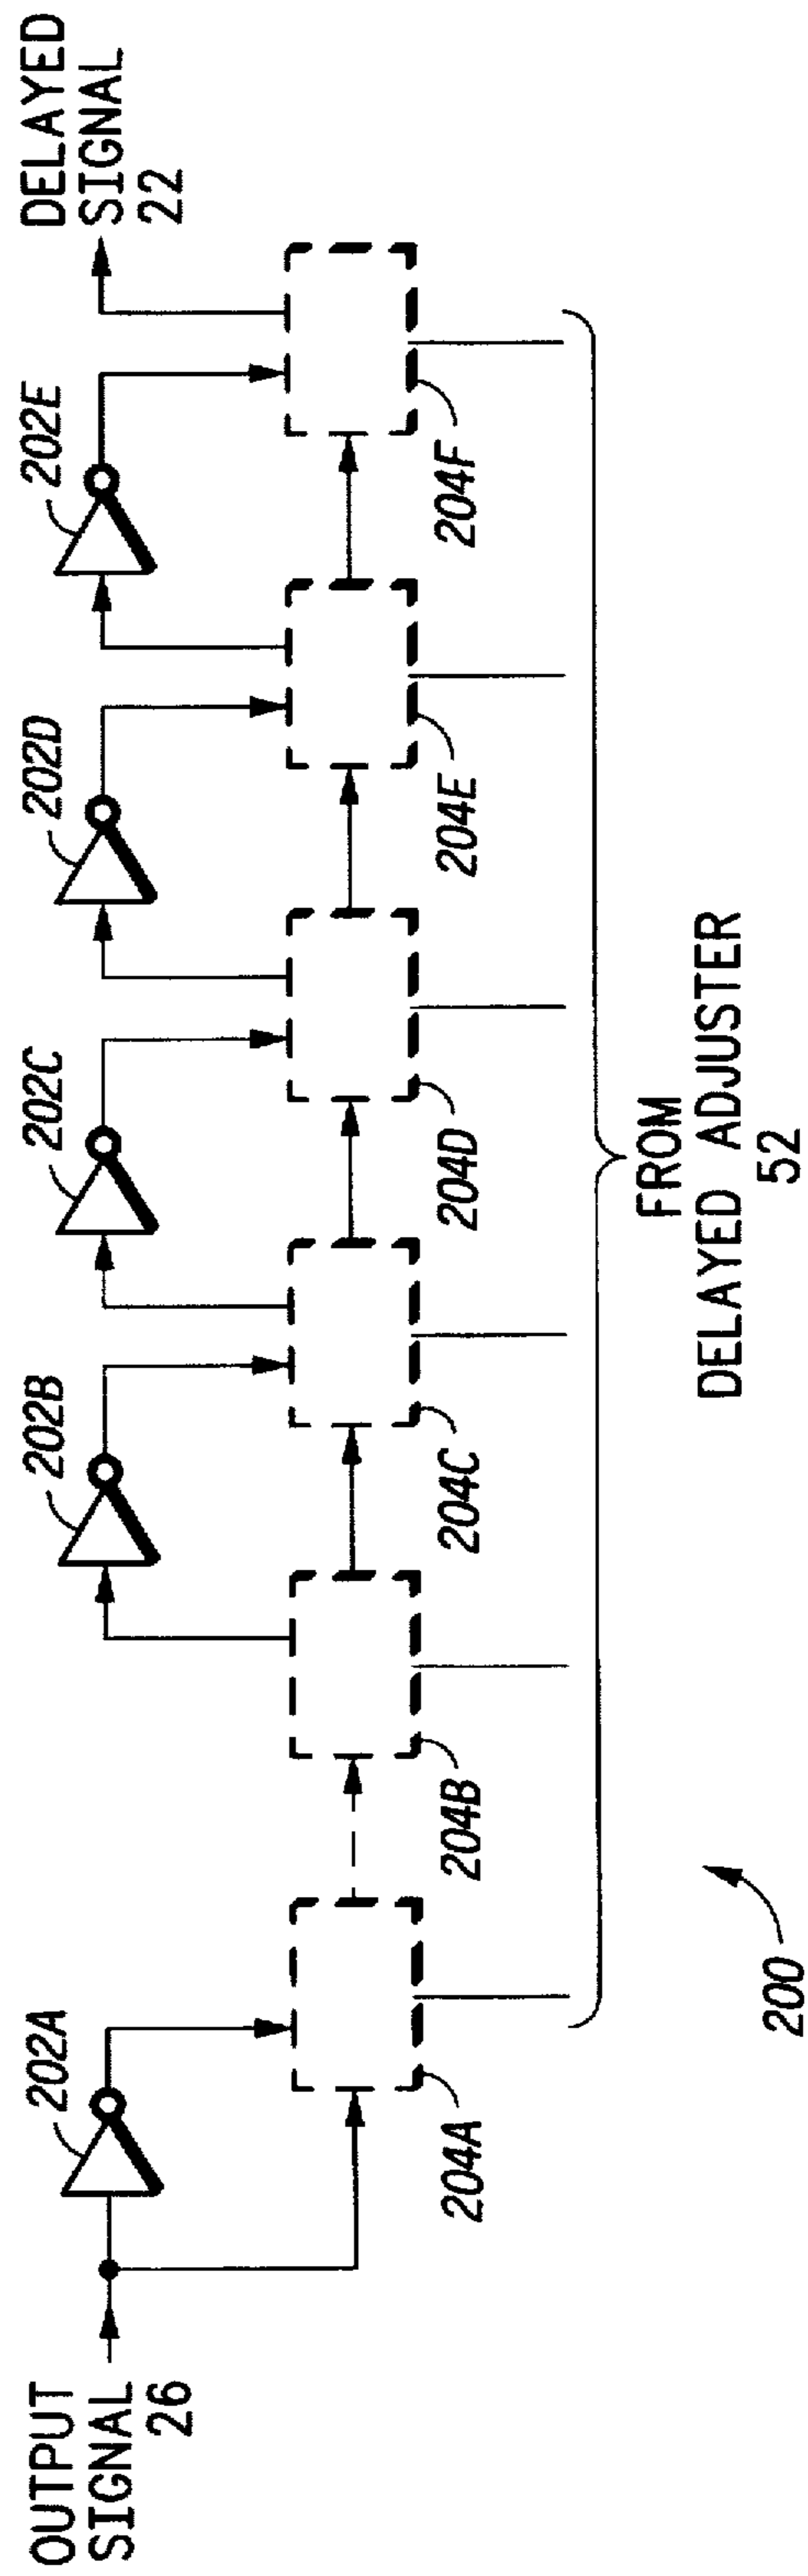 OUTPUT
SIGNAL
26
202A
202B
202C
202D
202E
DELAYED
SIGNAL
22
204A
204B
204C
204D
204E
204F
FROM
DELAYED ADJUSTER
52
200